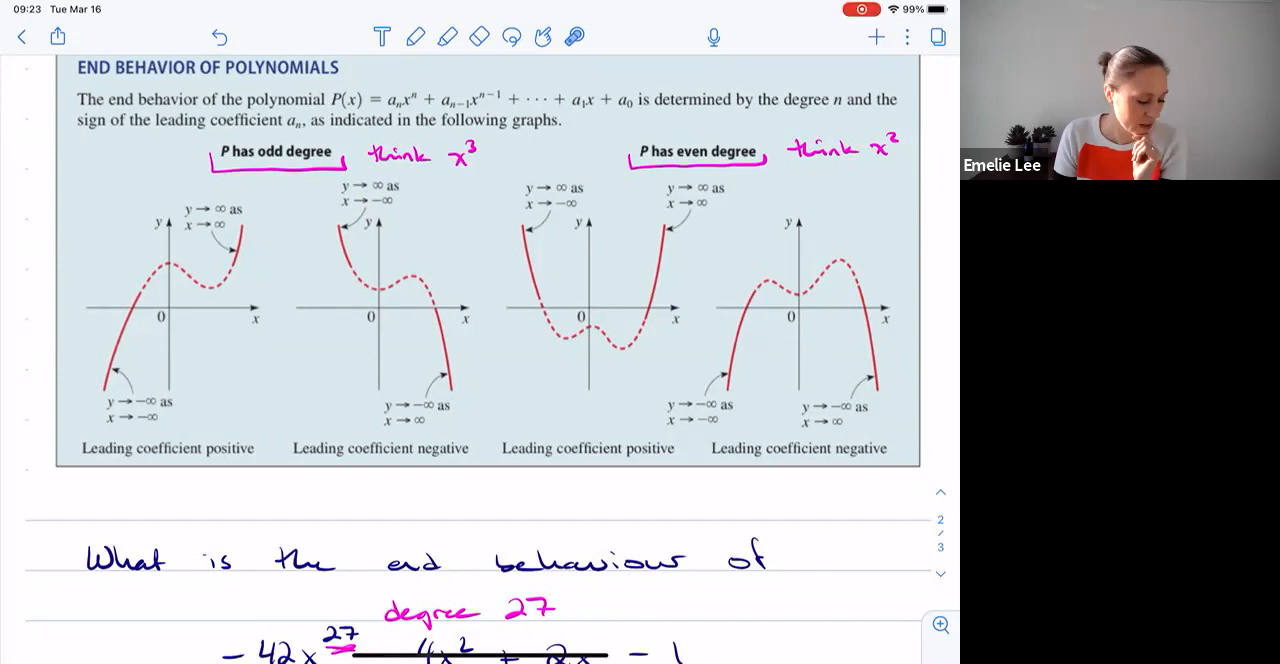 09:23 Tue Mar 16
99%
END BEHAVIOR OF POLYNOMIALS
The end behavior of the polynomial P(x) = aₙxⁿ + aₙ₋₁xⁿ⁻¹ + ··· + a₁x + a₀ is determined by the degree n and the
sign of the leading coefficient aₙ, as indicated in the following graphs.
P has odd degree think x³
P has even degree think x²
y → ∞ as
x → ∞
y
0
x
y → −∞ as
x → −∞
Leading coefficient positive
y → ∞ as
x → −∞
y
0
x
y → −∞ as
x → ∞
Leading coefficient negative
y → ∞ as
x → −∞
y → ∞ as
x → ∞
y
0
x
Leading coefficient positive
y
0
x
y → −∞ as
x → −∞
y → −∞ as
x → ∞
Leading coefficient negative
2
/
3
What is the end behaviour of
degree 27
− 42x²⁷ 4x² + 2x − 1
Emelie Lee